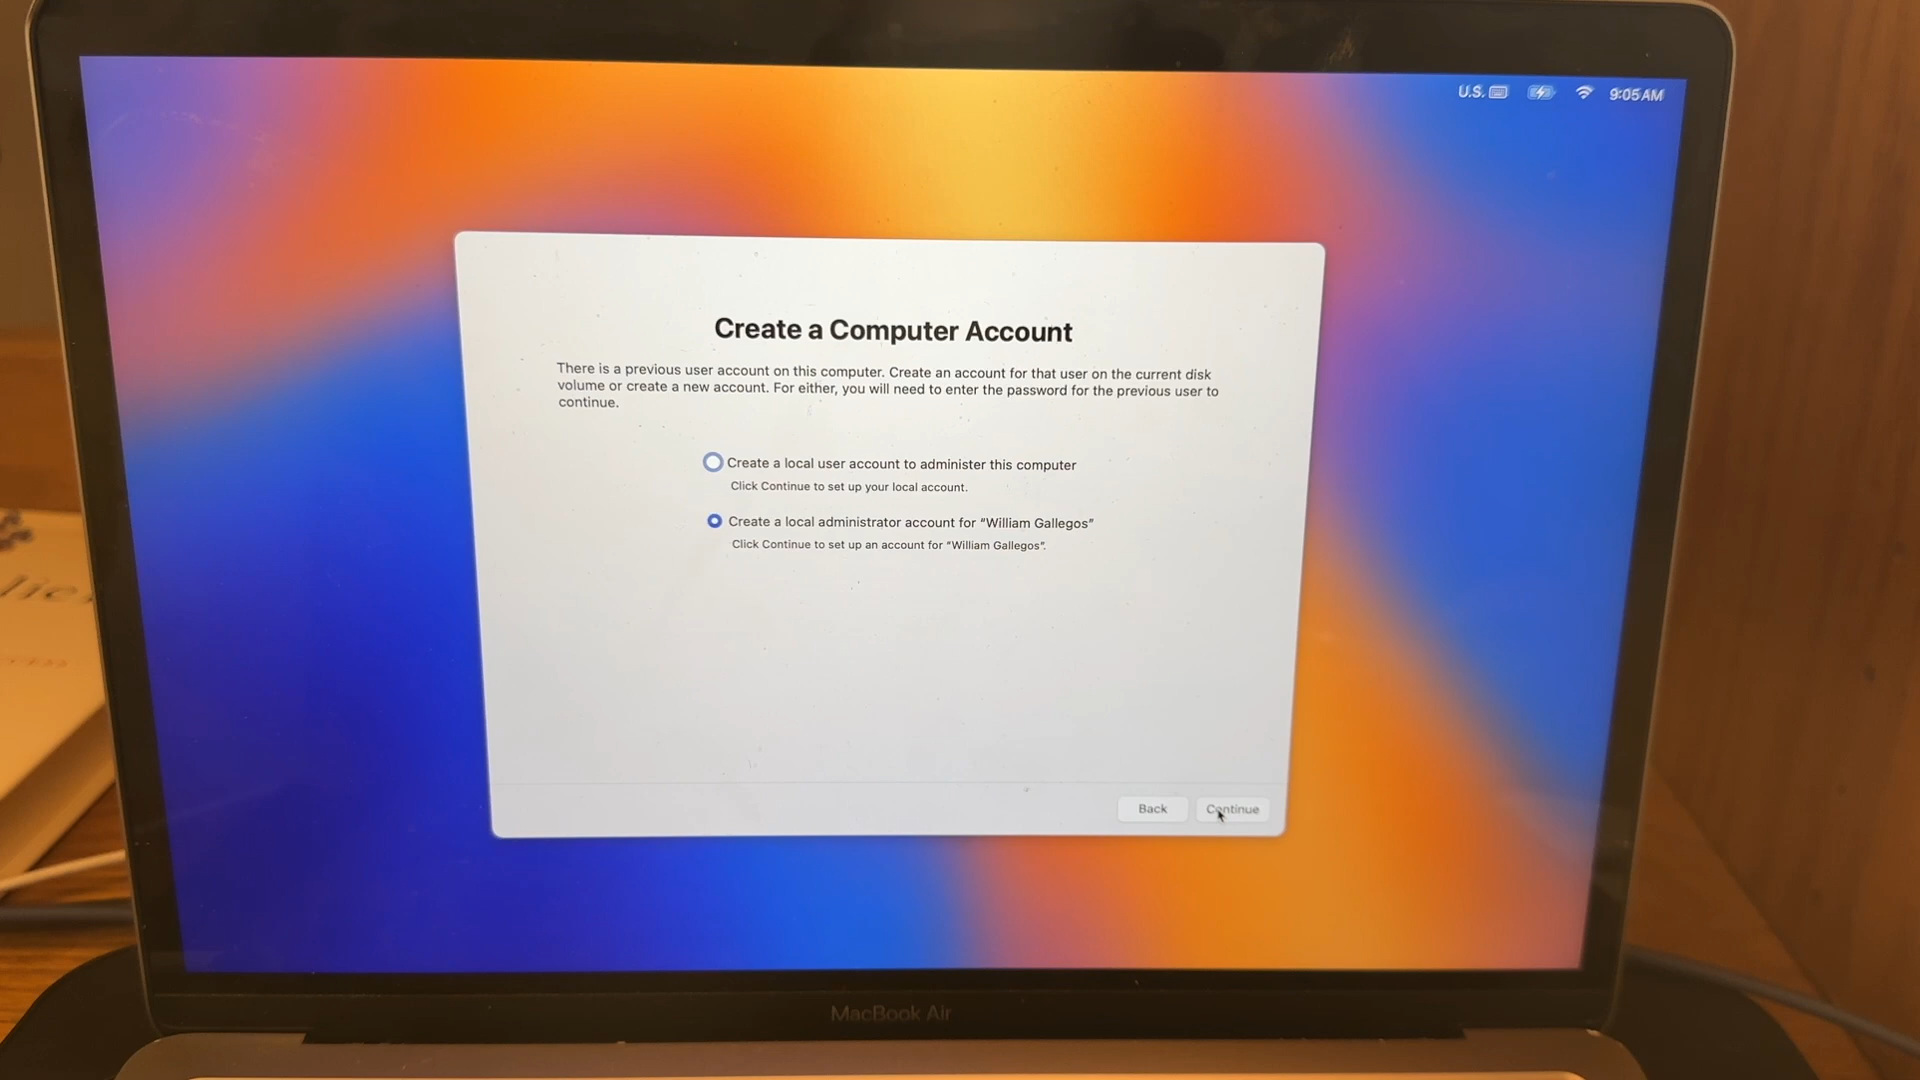 U.S. 9:05 AM
Create a Computer Account
There is a previous user account on this computer. Create an account for that user on the current disk
volume or create a new account. For either, you will need to enter the password for the previous user to
continue.
Create a local user account to administer this computer
Click Continue to set up your local account.
Create a local administrator account for “William Gallegos”
Click Continue to set up an account for “William Gallegos”.
Back Continue
MacBook Air